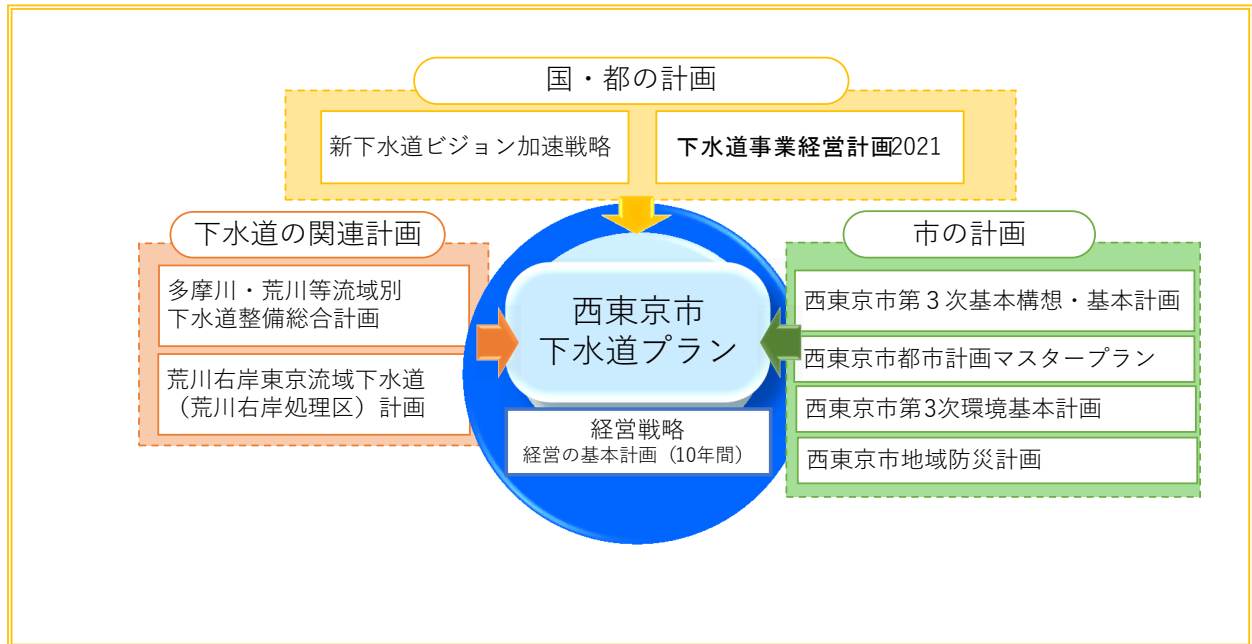 国・都の計画
新下水道ビジョン加速戦略
下水道事業経営計画2021
下水道の関連計画
多摩川・荒川等流域別
下水道整備総合計画
荒川右岸東京流域下水道
（荒川右岸処理区）計画
西東京市
下水道プラン
経営戦略
経営の基本計画（10年間）
市の計画
西東京市第３次基本構想・基本計画
西東京市都市計画マスタープラン
西東京市第3次環境基本計画
西東京市地域防災計画